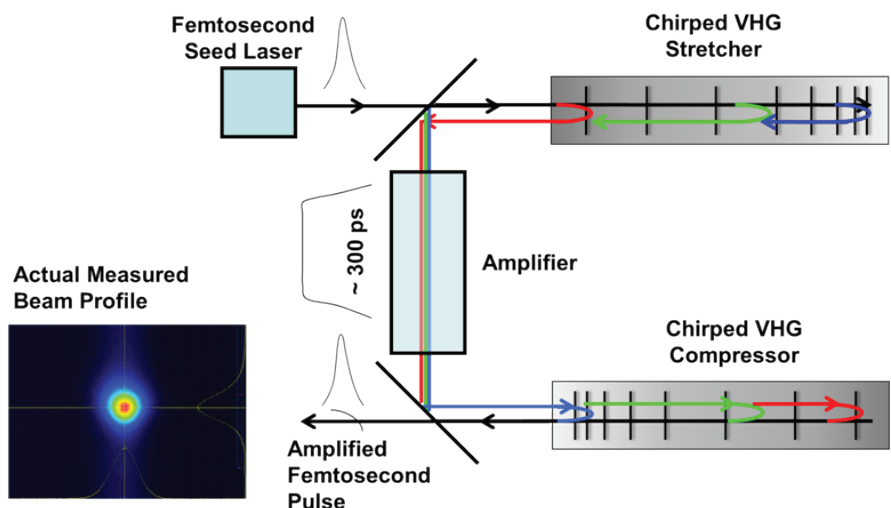 Femtosecond
Seed Laser
Chirped VHG
Stretcher
~ 300 ps
Amplifier
Actual Measured
Beam Profile
Chirped VHG
Compressor
Amplified
Femtosecond
Pulse